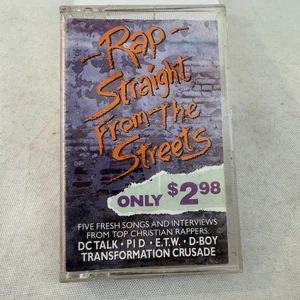 -Rap-
Straight
From-The
Streets
ONLY $2.98
FIVE FRESH SONGS AND INTERVIEWS
FROM TOP CHRISTIAN RAPPERS:
DC TALK • PID • E.T.W. • D-BOY
TRANSFORMATION CRUSADE